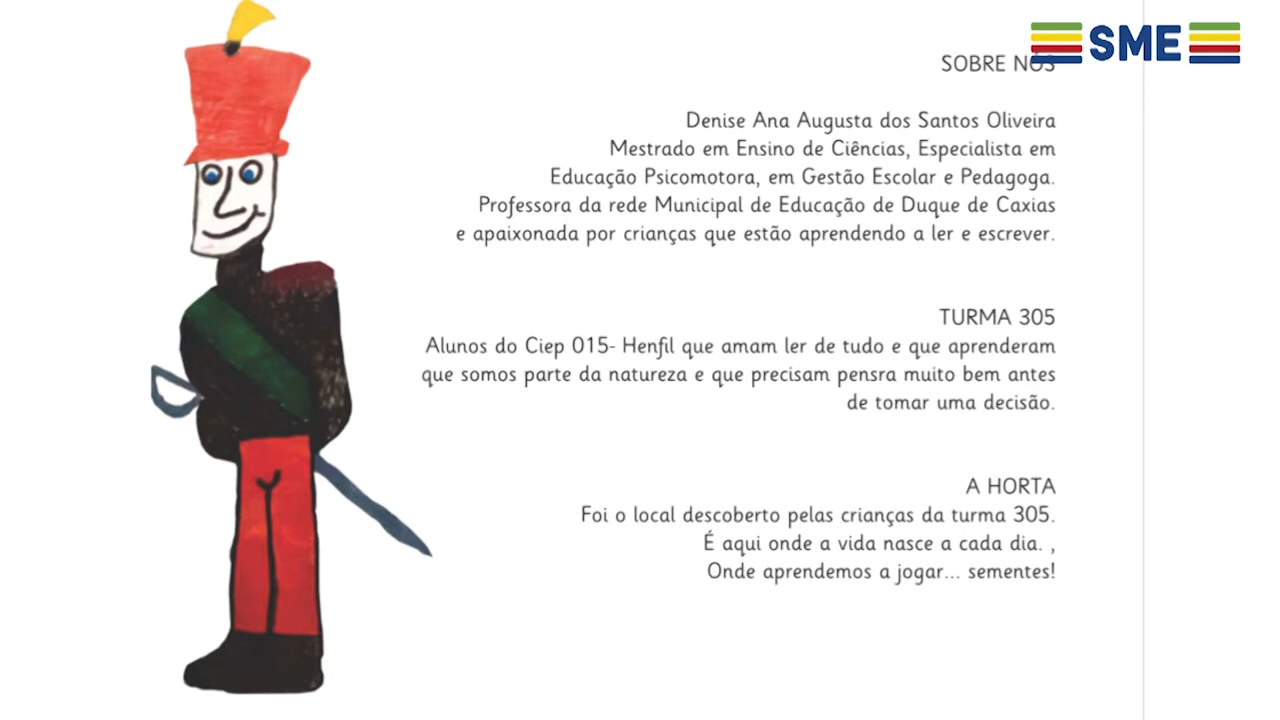 SME
SOBRE NÓS
Denise Ana Augusta dos Santos Oliveira
Mestrado em Ensino de Ciências, Especialista em
Educação Psicomotora, em Gestão Escolar e Pedagoga.
Professora da rede Municipal de Educação de Duque de Caxias
e apaixonada por crianças que estão aprendendo a ler e escrever.
TURMA 305
Alunos do Ciep 015- Henfil que amam ler de tudo e que aprenderam
que somos parte da natureza e que precisam pensra muito bem antes
de tomar uma decisão.
A HORTA
Foi o local descoberto pelas crianças da turma 305.
É aqui onde a vida nasce a cada dia. ,
Onde aprendemos a jogar... sementes!